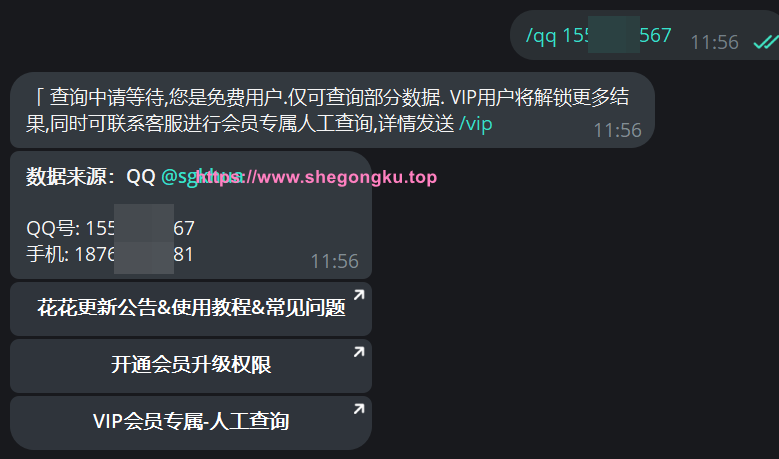 /qq 155 567 11:56
「 查询中请等待,您是免费用户.仅可查询部分数据. VIP用户将解锁更多结
果,同时可联系客服进行会员专属人工查询,详情发送 /vip 11:56
数据来源：QQ https://www.shegongku.top
QQ号: 155 67
手机: 1876 81 11:56
花花更新公告&使用教程&常见问题
开通会员升级权限
VIP会员专属-人工查询